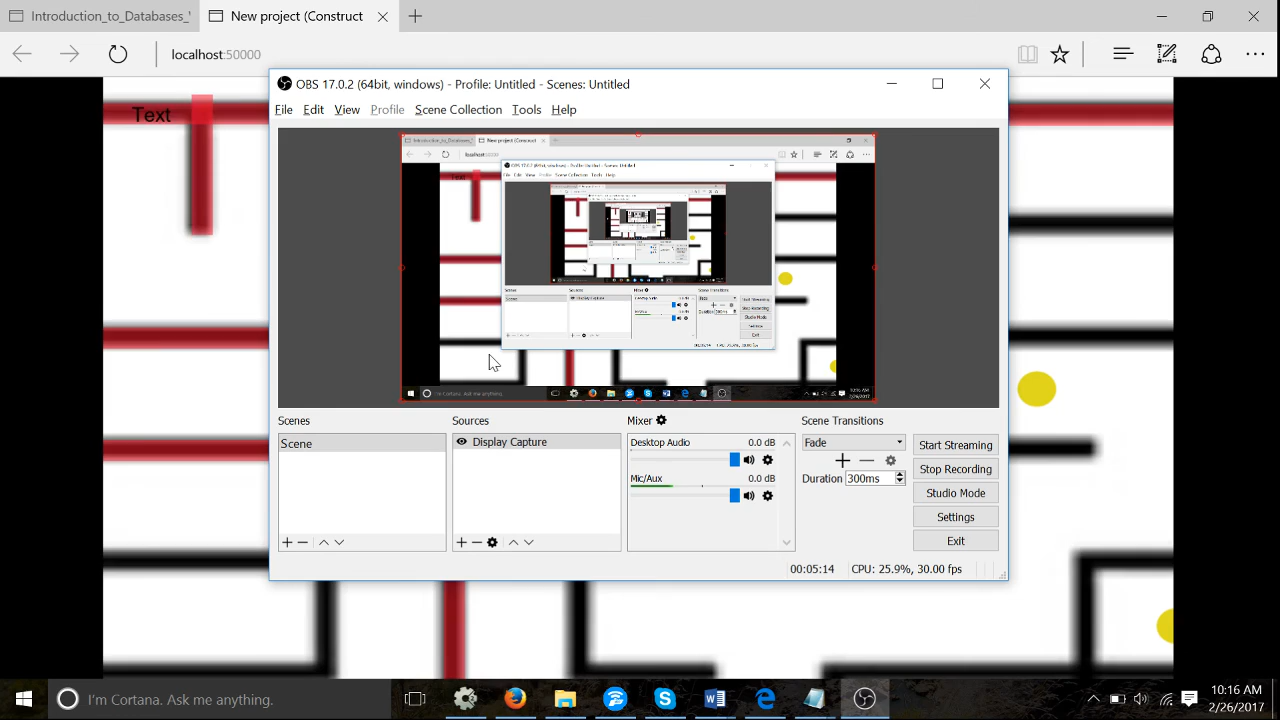 Introduction_to_Databases_
New project (Construct
localhost:50000
Text
OBS 17.0.2 (64bit, windows) - Profile: Untitled - Scenes: Untitled
File Edit View Profile Scene Collection Tools Help
Scenes
Sources
Mixer
Scene Transitions
Scene
Display Capture
Desktop Audio 0.0 dB
Mic/Aux 0.0 dB
Fade
Duration 300ms
Start Streaming
Stop Recording
Studio Mode
Settings
Exit
00:05:14 CPU: 25.9%, 30.00 fps
I'm Cortana. Ask me anything.
10:16 AM
2/26/2017